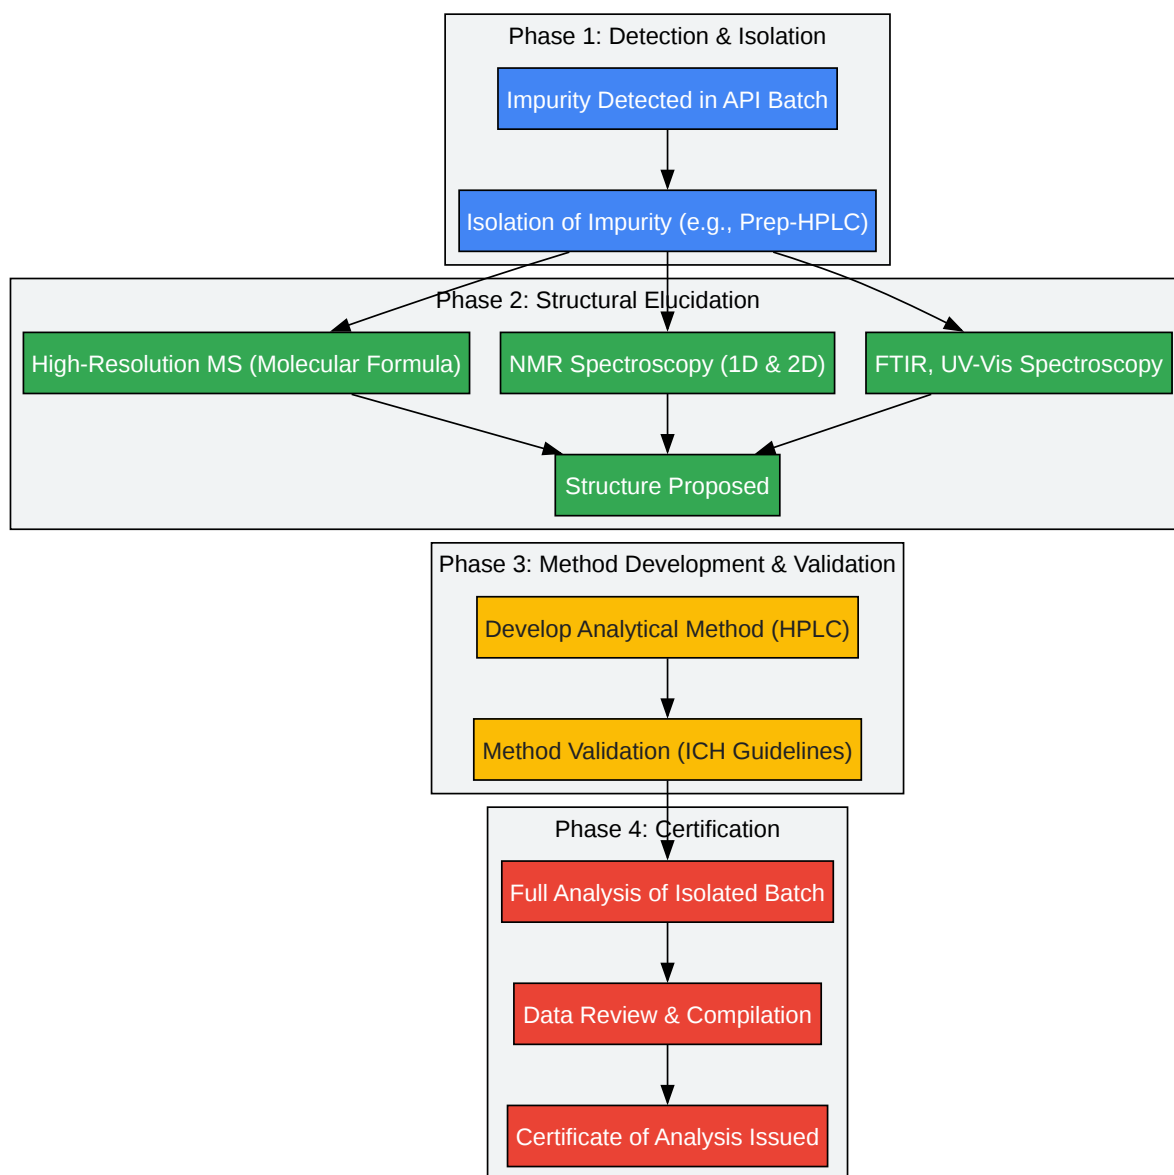 Phase 1: Detection & Isolation
Impurity Detected in API Batch
Isolation of Impurity (e.g., Prep-HPLC)
Phase 2: Structural Elucidation
High-Resolution MS (Molecular Formula)
NMR Spectroscopy (1D & 2D)
FTIR, UV-Vis Spectroscopy
Structure Proposed
Phase 3: Method Development & Validation
Develop Analytical Method (HPLC)
Method Validation (ICH Guidelines)
Phase 4: Certification
Full Analysis of Isolated Batch
Data Review & Compilation
Certificate of Analysis Issued